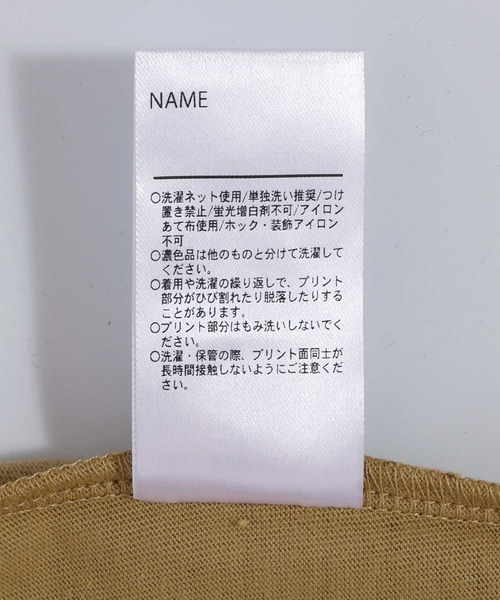 NAME
○洗濯ネット使用/単独洗い推奨/つけ
置き禁止/蛍光増白剤不可/アイロン
あて布使用/ホック・装飾アイロン
不可
○濃色品は他のものと分けて洗濯して
ください。
○着用や洗濯の繰り返しで、プリント
部分がひび割れたり脱落したりする
ことがあります。
○プリント部分はもみ洗いしないでく
ださい。
○洗濯・保管の際、プリント面同士が
長時間接触しないようにご注意くだ
さい。